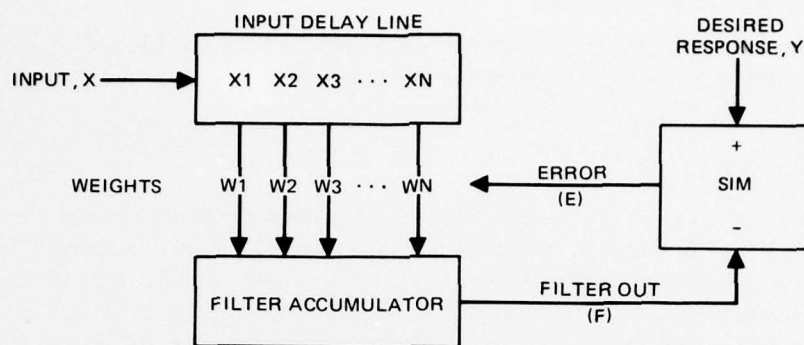 INPUT DELAY LINE
DESIRED
RESPONSE, Y
INPUT, X
X1 X2 X3 ... XN
+
WEIGHTS
W1 W2 W3 ... WN
ERROR
(E)
SIM
−
FILTER ACCUMULATOR
FILTER OUT
(F)